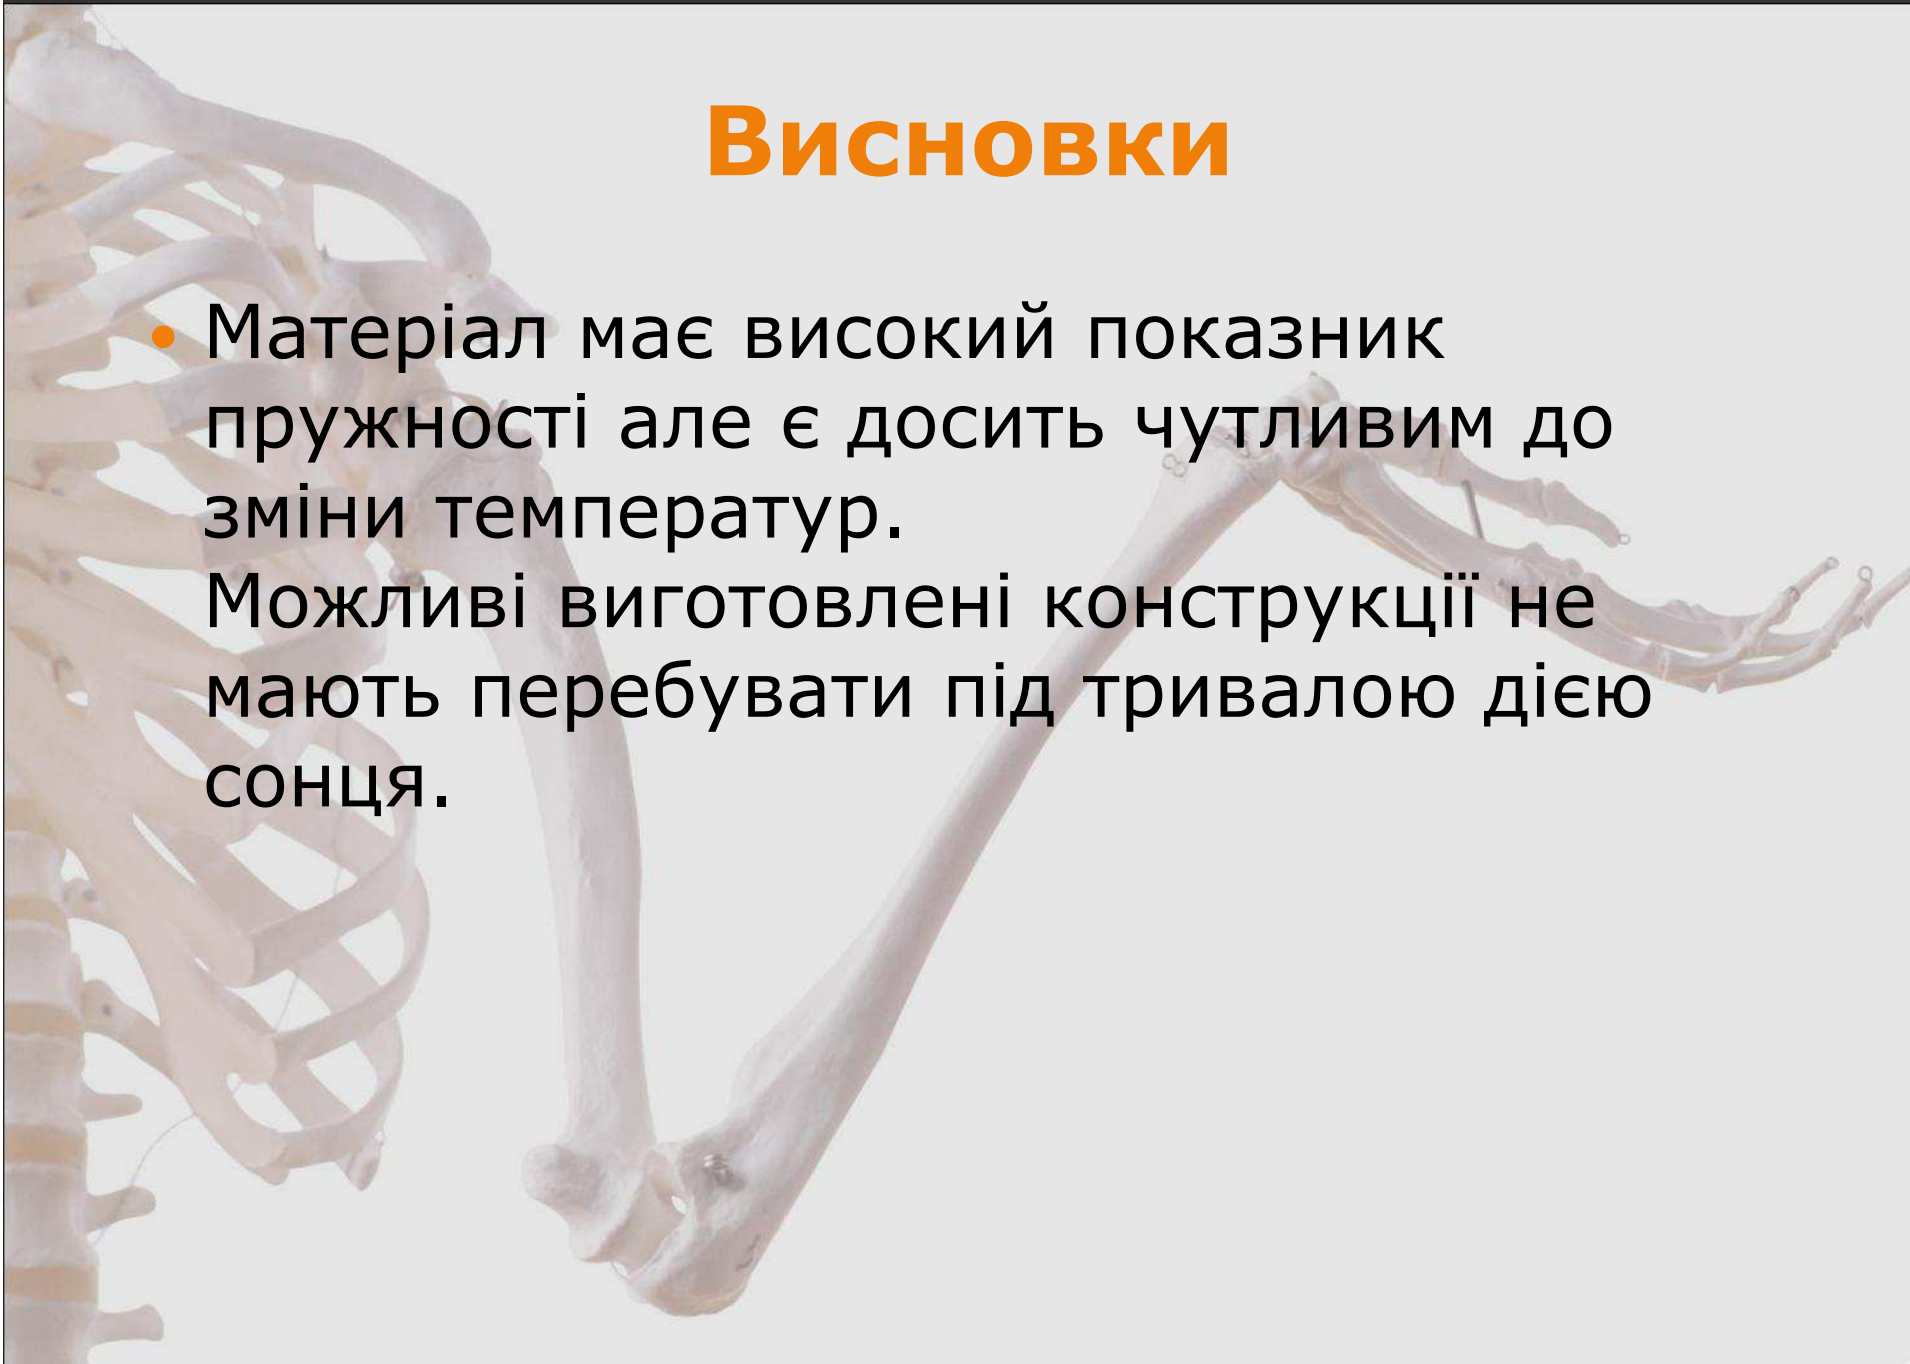 Висновки
• Матеріал має високий показник
пружності але є досить чутливим до
зміни температур.
Можливі виготовлені конструкції не
мають перебувати під тривалою дією
сонця.